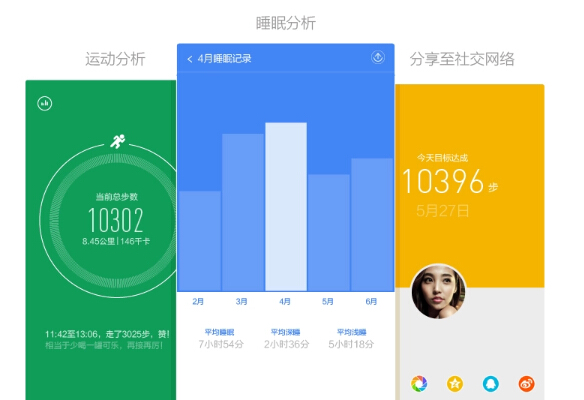 睡眠分析
运动分析
分享至社交网络
4月睡眠记录
当前总步数
10302
8.45公里|146千卡
11:42至13:06，走了3025步，赞！
相当于少喝一罐可乐，再接再厉！
2月 3月 4月 5月 6月
平均睡眠 平均深睡 平均浅睡
7小时54分 2小时36分 5小时18分
今天目标达成
10396 步
5月27日